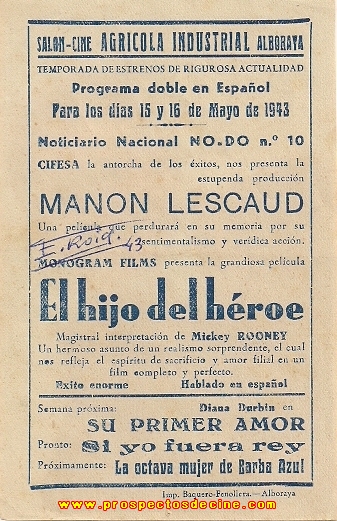 SALON-CINE AGRICOLA INDUSTRIAL ALBORAYA
TEMPORADA DE ESTRENOS DE RIGUROSA ACTUALIDAD
Programa doble en Español
Para los días 15 y 16 de Mayo de 1943
Noticiario Nacional NO-DO n.º 10
CIFESA la antorcha de los éxitos, nos presenta la
estupenda producción
MANON LESCAUD
Una película que perdurará en su memoria por su
sentimentalismo y verídica acción.
43
MONOGRAM FILMS presenta la grandiosa película
El hijo del héroe
Magistral interpretación de Mickey ROONEY
Un hermoso asunto de un realismo sorprendente, el cual
nos refleja el espíritu de sacrificio y amor filial en un
film completo y perfecto.
Exito enorme Hablado en español
Semana próxima: Diana Durbin en
SU PRIMER AMOR
Pronto: Si yo fuera rey
Próximamente: La octava mujer de Barba Azul
Imp. Baquero-Fenollera.—Alboraya
www.prospectosdecine.com